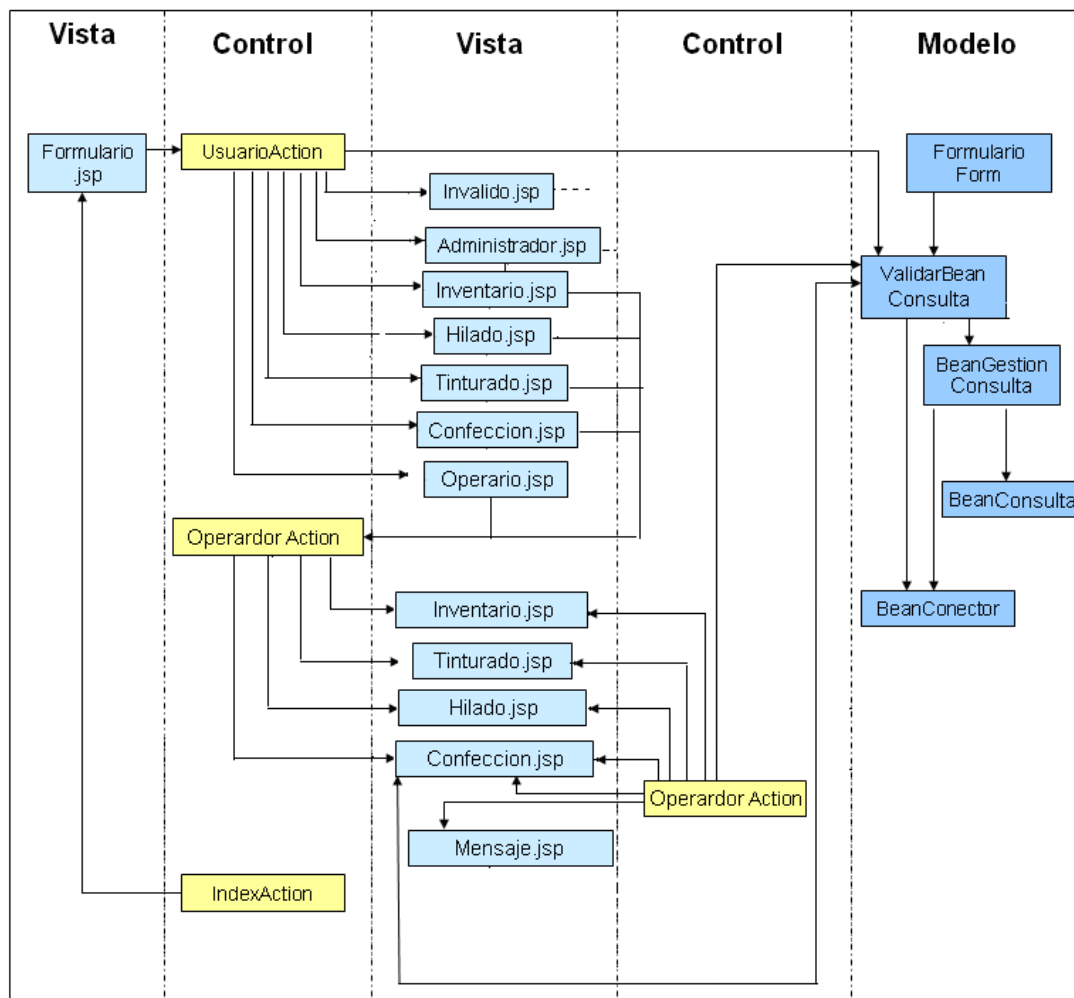 Vista
Control
Vista
Control
Modelo
Formulario
.jsp
UsuarioAction
Formulario
Form
Invalido.jsp
Administrador.jsp
Inventario.jsp
ValidarBean
Consulta
Hilado.jsp
Tinturado.jsp
BeanGestion
Consulta
Confeccion.jsp
Operario.jsp
BeanConsulta
Operardor Action
Inventario.jsp
BeanConector
Tinturado.jsp
Hilado.jsp
Confeccion.jsp
Operardor Action
Mensaje.jsp
IndexAction